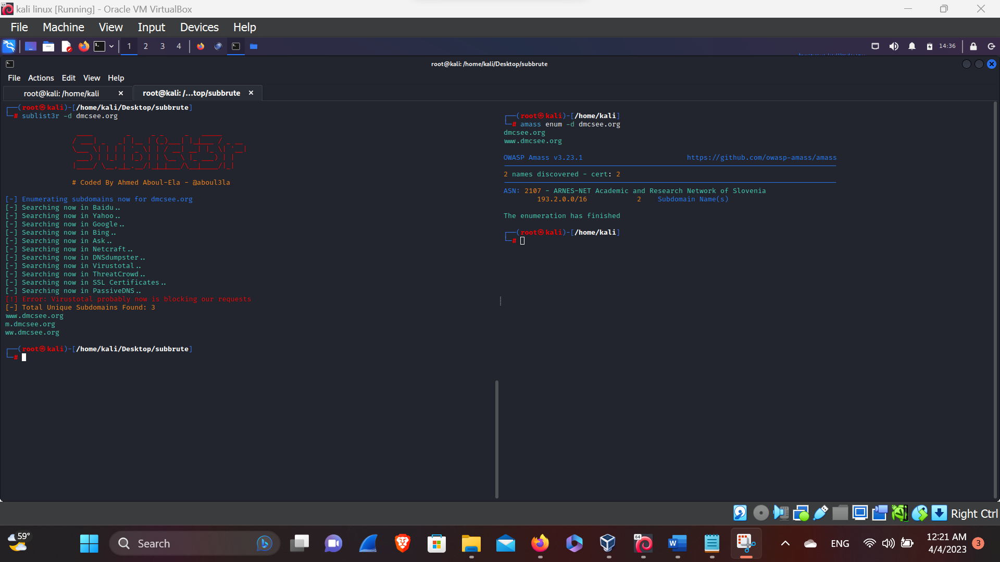 kali linux [Running] - Oracle VM VirtualBox
File Machine View Input Devices Help
1 2 3 4
14:36
root@kali: /home/kali/Desktop/subbrute
File Actions Edit View Help
root@kali: /home/kali
root@kali: /...top/subbrute
┌──(root㉿kali)-[/home/kali/Desktop/subbrute]
└─# sublist3r -d dmcsee.org
# Coded By Ahmed Aboul-Ela - @aboul3la
[-] Enumerating subdomains now for dmcsee.org
[-] Searching now in Baidu..
[-] Searching now in Yahoo..
[-] Searching now in Google..
[-] Searching now in Bing..
[-] Searching now in Ask..
[-] Searching now in Netcraft..
[-] Searching now in DNSdumpster..
[-] Searching now in Virustotal..
[-] Searching now in ThreatCrowd..
[-] Searching now in SSL Certificates..
[-] Searching now in PassiveDNS..
[!] Error: Virustotal probably now is blocking our requests
[-] Total Unique Subdomains Found: 3
www.dmcsee.org
m.dmcsee.org
ww.dmcsee.org
┌──(root㉿kali)-[/home/kali/Desktop/subbrute]
└─#
┌──(root㉿kali)-[/home/kali]
└─# amass enum -d dmcsee.org
dmcsee.org
www.dmcsee.org
OWASP Amass v3.23.1 https://github.com/owasp-amass/amass
2 names discovered - cert: 2
ASN: 2107 - ARNES-NET Academic and Research Network of Slovenia
193.2.0.0/16 2 Subdomain Name(s)
The enumeration has finished
┌──(root㉿kali)-[/home/kali]
└─#
Right Ctrl
59°
Search
64
ENG
12:21 AM
4/4/2023
3